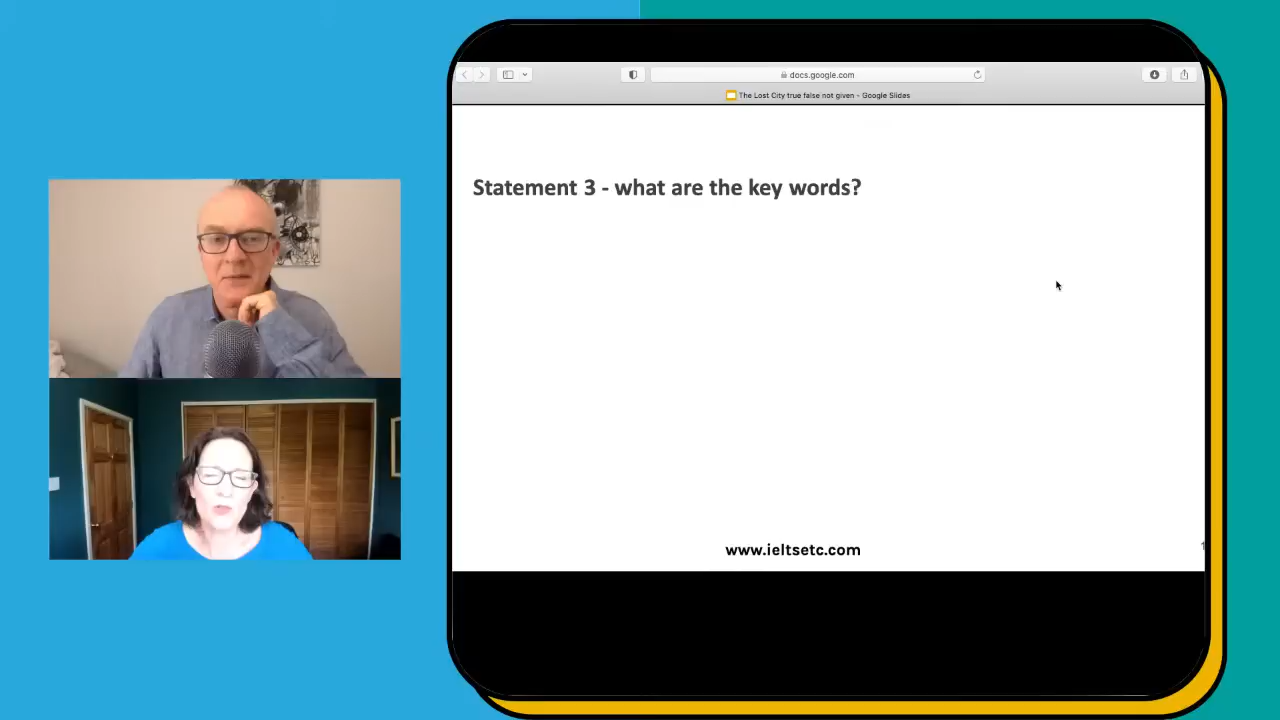 docs.google.com
The Lost City true false not given - Google Slides
Statement 3 - what are the key words?
www.ieltsetc.com